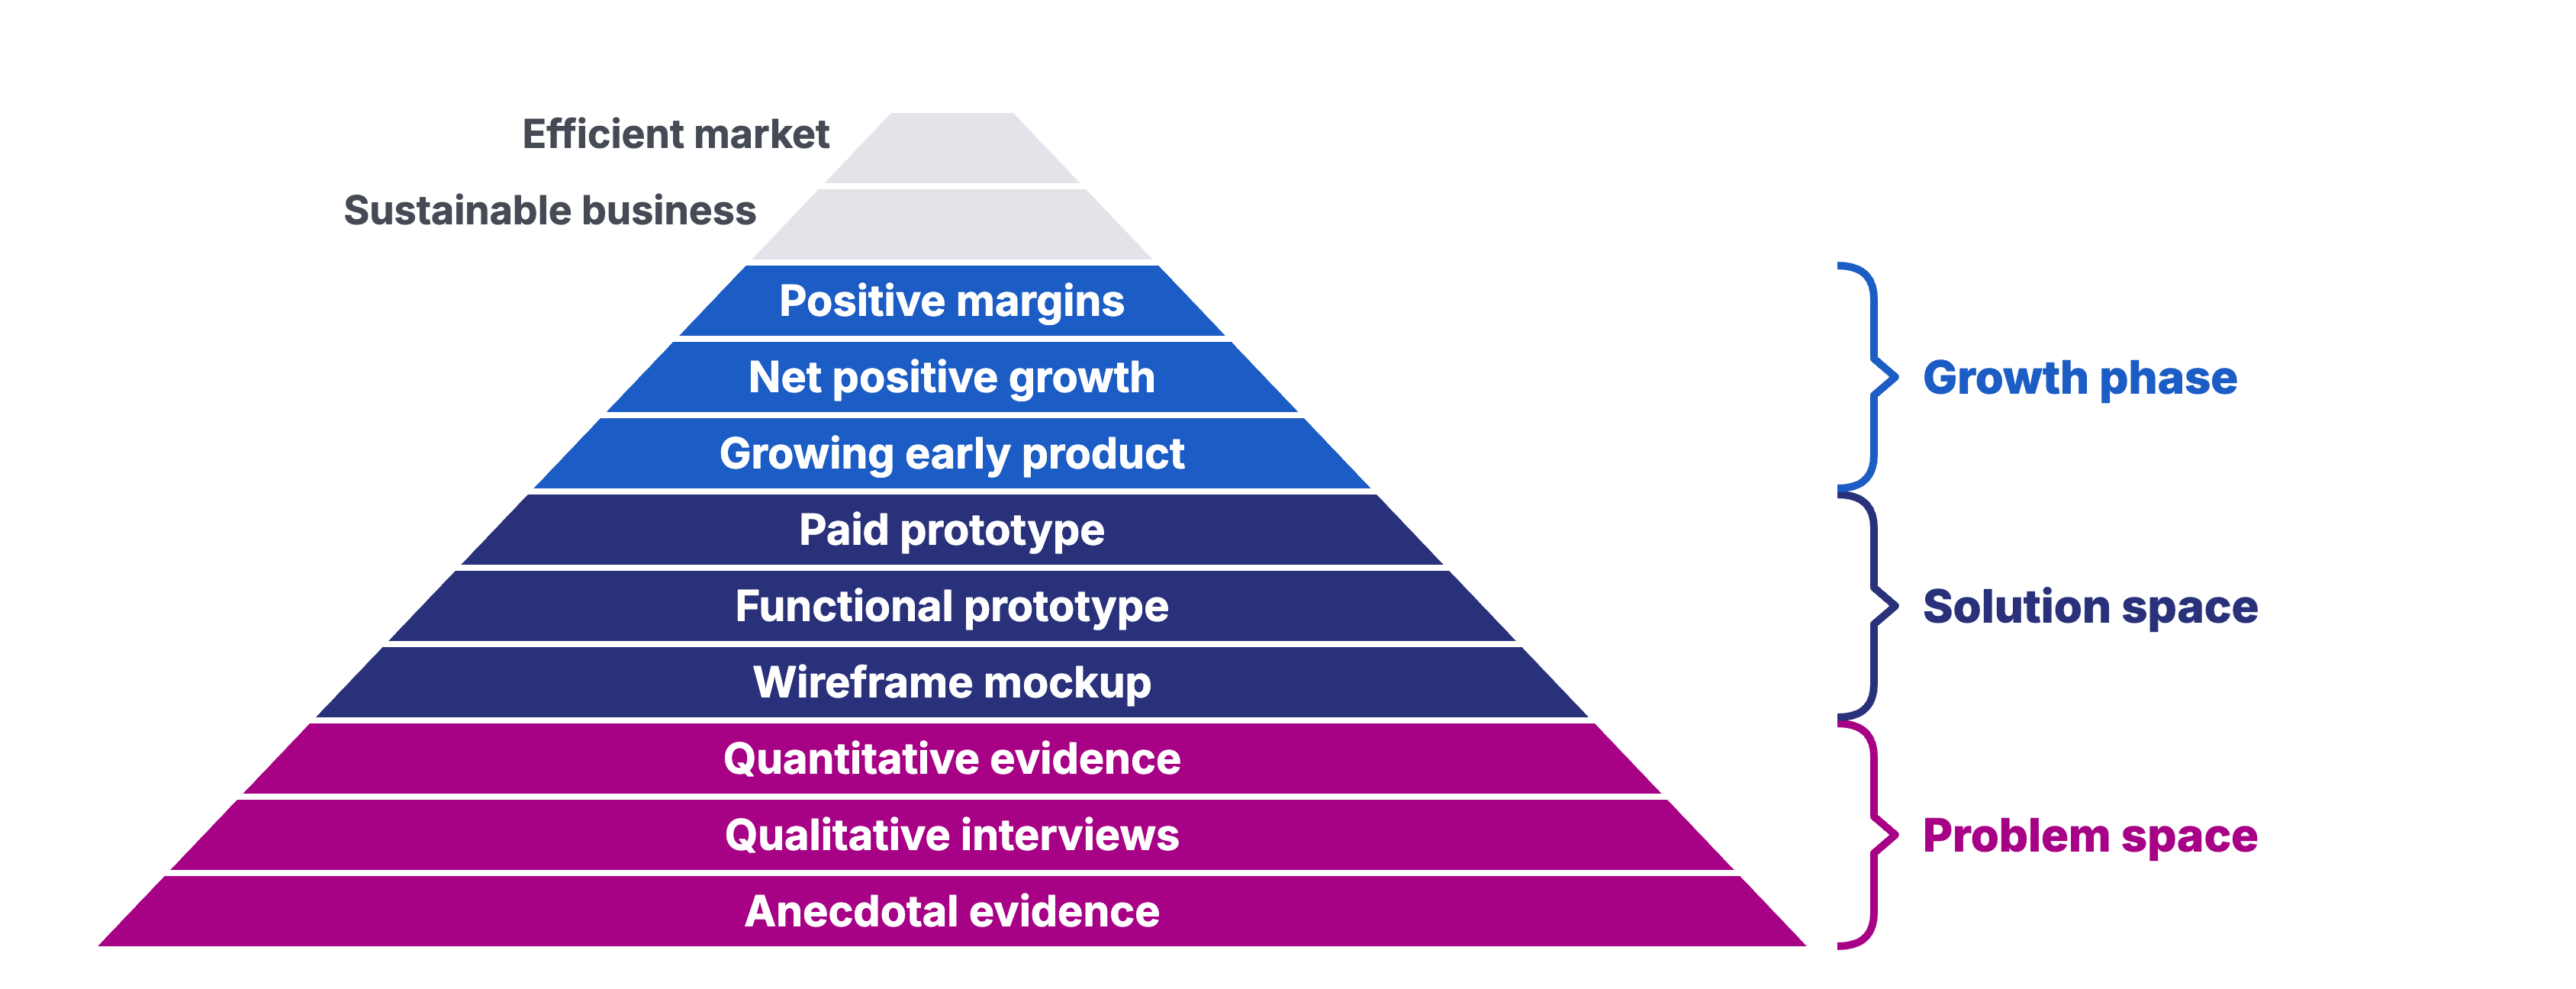 Efficient market
Sustainable business
Positive margins
Net positive growth
Growing early product
Growth phase
Paid prototype
Functional prototype
Wireframe mockup
Solution space
Quantitative evidence
Qualitative interviews
Anecdotal evidence
Problem space